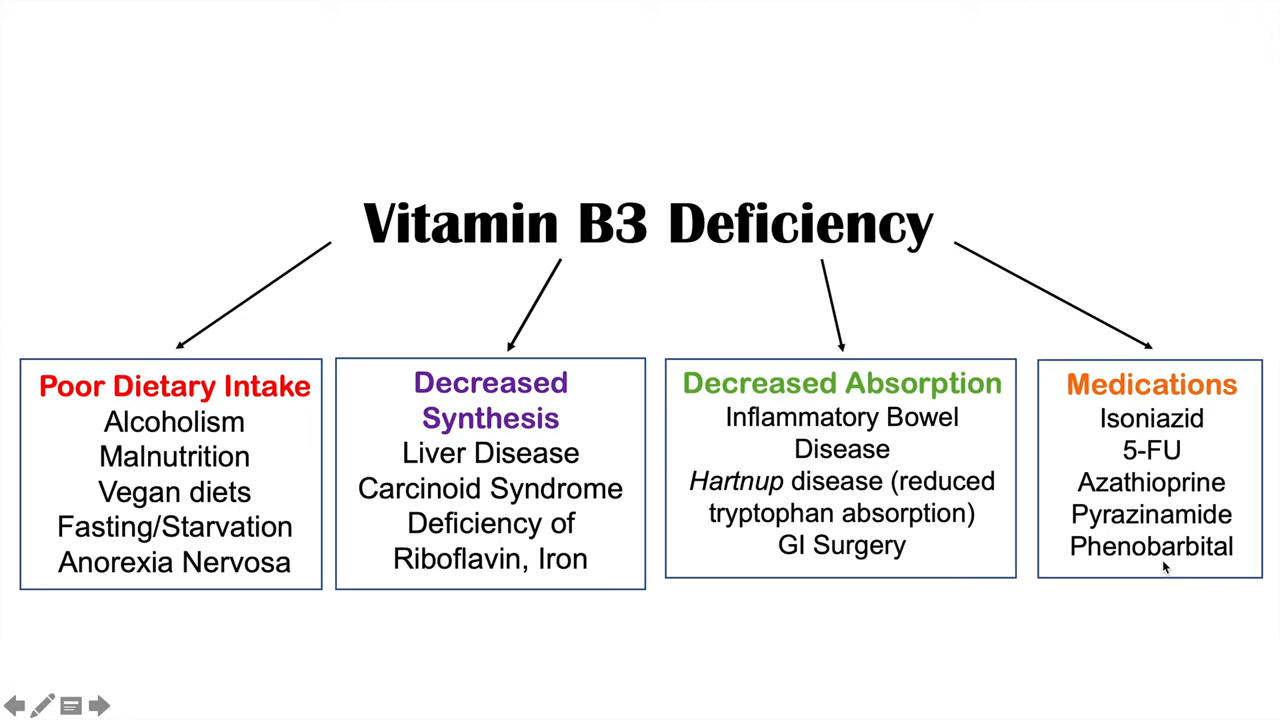 Vitamin B3 Deficiency
Poor Dietary Intake
Alcoholism
Malnutrition
Vegan diets
Fasting/Starvation
Anorexia Nervosa
Decreased
Synthesis
Liver Disease
Carcinoid Syndrome
Deficiency of
Riboflavin, Iron
Decreased Absorption
Inflammatory Bowel
Disease
Hartnup disease (reduced
tryptophan absorption)
GI Surgery
Medications
Isoniazid
5-FU
Azathioprine
Pyrazinamide
Phenobarbital